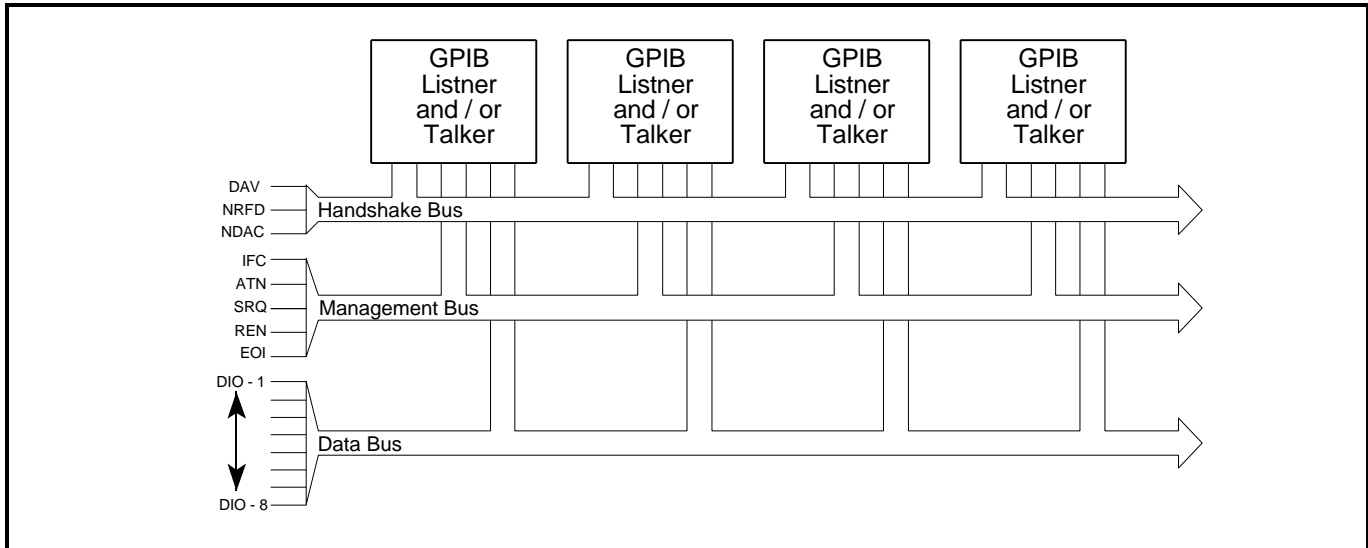 GPIB
Listner
and / or
Talker
GPIB
Listner
and / or
Talker
GPIB
Listner
and / or
Talker
GPIB
Listner
and / or
Talker
DAV
NRFD
NDAC
Handshake Bus
IFC
ATN
SRQ
REN
EOI
Management Bus
DIO - 1
DIO - 8
Data Bus